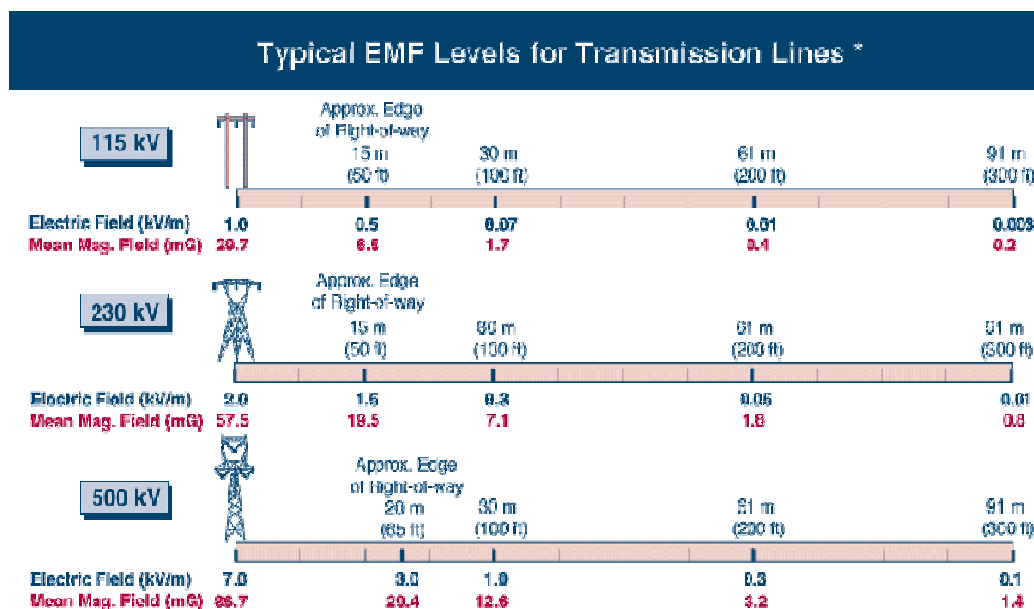 Typical EMF Levels for Transmission Lines *
Approx. Edge
of Right-of-way
115 kV
15 m 30 m 61 m 91 m
(50 ft) (100 ft) (200 ft) (300 ft)
Electric Field (kV/m) 1.0 0.5 0.07 0.01 0.003
Mean Mag. Field (mG) 29.7 6.5 1.7 0.4 0.2
Approx. Edge
of Right-of-way
230 kV
15 m m 61 m m
(50 ft) (200 ft)
Electric Field (kV/m) 2.0 1.5 0.3 0.05 0.01
Mean Mag. Field (mG) 57.5 19.5 7.1 1.8 0.8
Approx. Edge
of Right-of-way
500 kV
20 m 30 m 61 m 91 m
(65 ft) (100 ft) (200 ft) (300 ft)
Electric Field (kV/m) 7.0 3.0 1.0 0.3 0.1
Mean Mag. Field (mG) 86.7 29.4 12.6 3.2 1.4